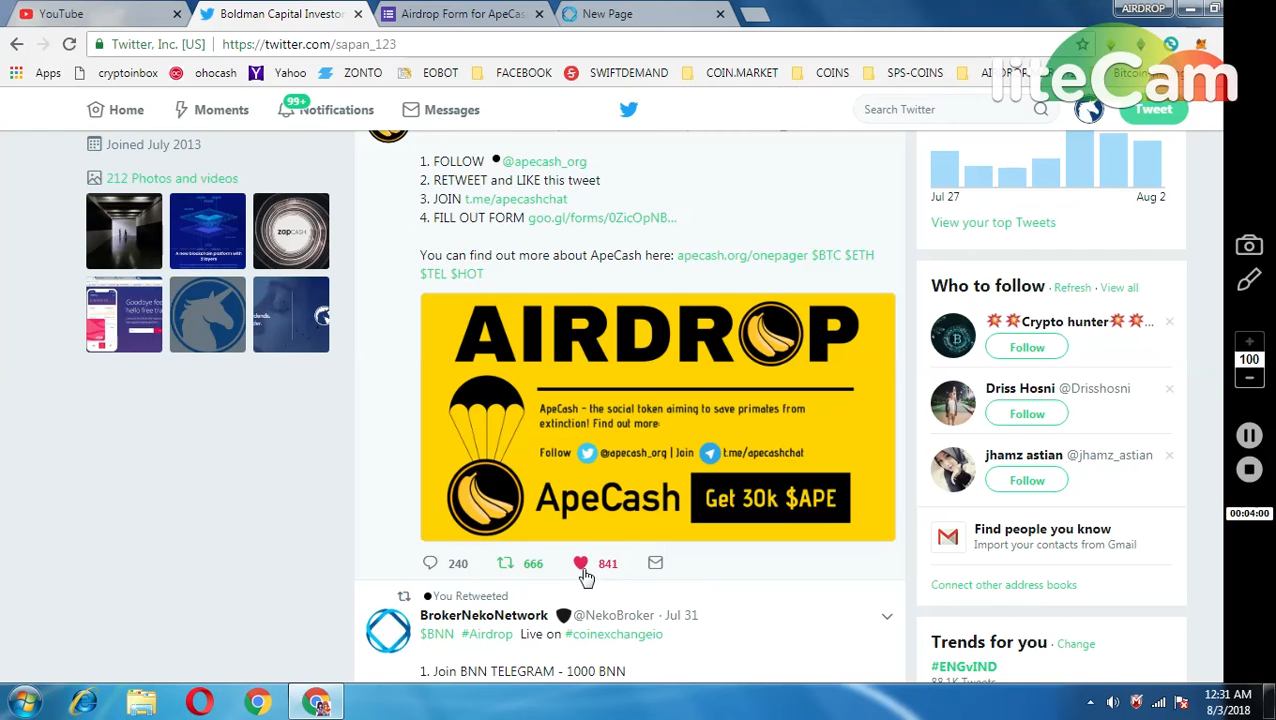 YouTube
Boldman Capital Investor
Airdrop Form for ApeCas
New Page
AIRDROP
Twitter, Inc. [US]
https://twitter.com/sapan_123
Apps
cryptoinbox
ohocash
Yahoo
ZONTO
EOBOT
FACEBOOK
SWIFTDEMAND
COIN.MARKET
COINS
SPS-COINS
liteCam
Home
Moments
99+
Notifications
Messages
Search Twitter
Tweet
Joined July 2013
212 Photos and videos
zapCASH
1. FOLLOW @apecash_org
2. RETWEET and LIKE this tweet
3. JOIN t.me/apecashchat
4. FILL OUT FORM goo.gl/forms/0ZicOpNB...
You can find out more about ApeCash here: apecash.org/onepager $BTC $ETH
$TEL $HOT
AIRDROP
ApeCash - the social token aiming to save primates from
extinction! Find out more:
Follow @apecash_org | Join t.me/apecashchat
ApeCash
Get 30k $APE
240
666
841
You Retweeted
BrokerNekoNetwork @NekoBroker · Jul 31
$BNN #Airdrop Live on #coinexchangeio
1. Join BNN TELEGRAM - 1000 BNN
Jul 27
Aug 2
View your top Tweets
Who to follow · Refresh · View all
Crypto hunter ...
Follow
Driss Hosni @Drisshosni
Follow
jhamz astian @jhamz_astian
Follow
Find people you know
Import your contacts from Gmail
Connect other address books
Trends for you · Change
#ENGvIND
88.1K Tweets
100
00:04:00
12:31 AM
8/3/2018